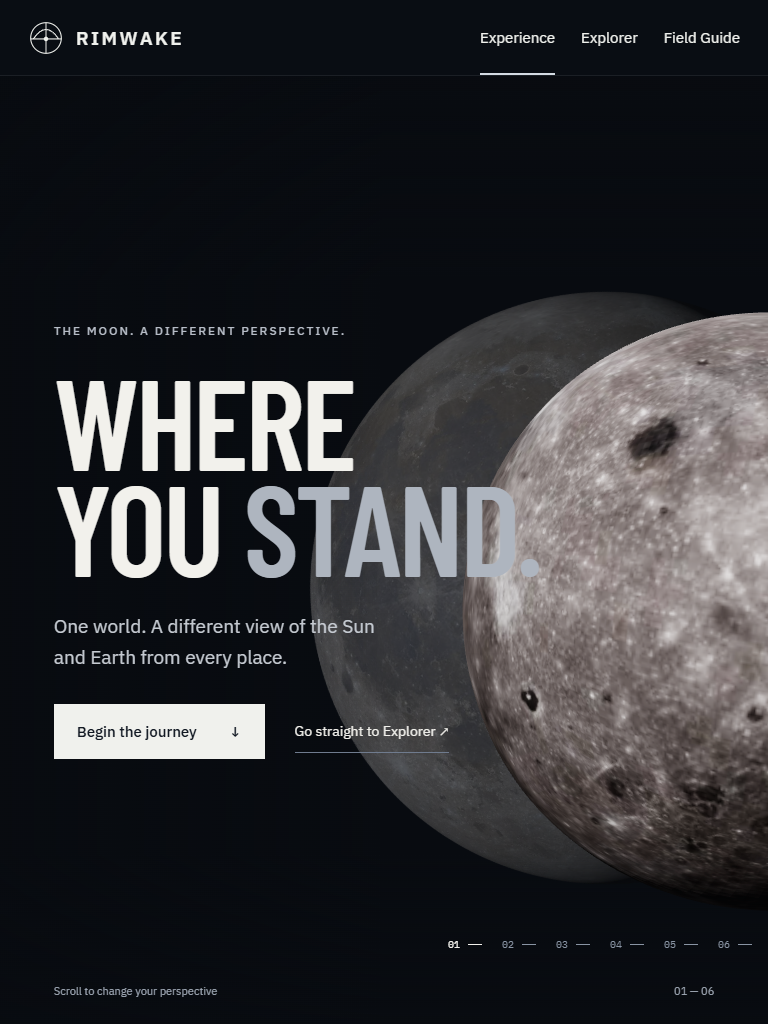 RIMWAKE
Experience Explorer Field Guide
THE MOON. A DIFFERENT PERSPECTIVE.
WHERE
YOU STAND.
One world. A different view of the Sun
and Earth from every place.
Begin the journey ↓
Go straight to Explorer ↗
01 02 03 04 05 06
Scroll to change your perspective
01 — 06